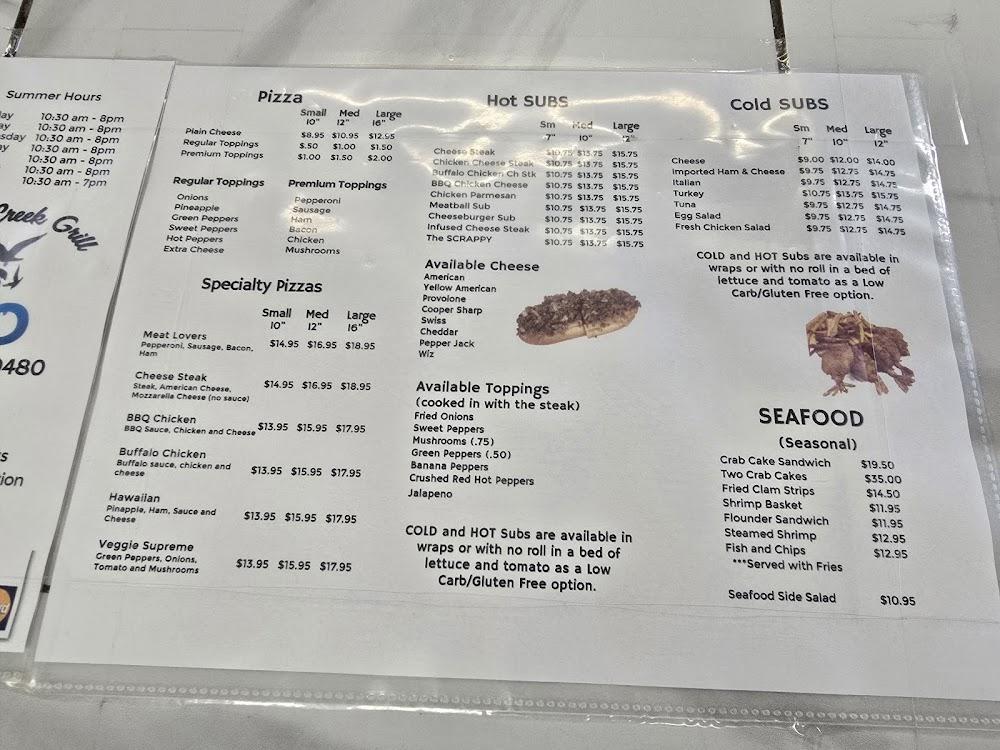 Summer Hours
10:30 am - 8pm
10:30 am - 8pm
10:30 am - 8pm
10:30 am - 8pm
10:30 am - 8pm
10:30 am - 7pm
Creek Grill
0480
Pizza
Small Med Large
10" 12" 16"
Plain Cheese $8.95 $10.95 $12.95
Regular Toppings $.50 $1.00 $1.50
Premium Toppings $1.00 $1.50 $2.00
Regular Toppings
Onions
Pineapple
Green Peppers
Sweet Peppers
Hot Peppers
Extra Cheese
Premium Toppings
Pepperoni
Sausage
Ham
Bacon
Chicken
Mushrooms
Specialty Pizzas
Small Med Large
10" 12" 16"
Meat Lovers $14.95 $16.95 $18.95
Pepperoni, Sausage, Bacon,
Ham
Cheese Steak $14.95 $16.95 $18.95
Steak, American Cheese,
Mozzarella Cheese (no sauce)
BBQ Chicken $13.95 $15.95 $17.95
BBQ Sauce, Chicken and Cheese
Buffalo Chicken $13.95 $15.95 $17.95
Buffalo sauce, chicken and
cheese
Hawaiian $13.95 $15.95 $17.95
Pinapple, Ham, Sauce and
Cheese
Veggie Supreme $13.95 $15.95 $17.95
Green Peppers, Onions,
Tomato and Mushrooms
Hot SUBS
Sm Med Large
7" 10" 12"
Cheese Steak $10.75 $13.75 $15.75
Chicken Cheese Steak $10.75 $13.75 $15.75
Buffalo Chicken Ch Stk $10.75 $13.75 $15.75
BBQ Chicken Cheese $10.75 $13.75 $15.75
Chicken Parmesan $10.75 $13.75 $15.75
Meatball Sub $10.75 $13.75 $15.75
Cheeseburger Sub $10.75 $13.75 $15.75
Infused Cheese Steak $10.75 $13.75 $15.75
The SCRAPPY $10.75 $13.75 $15.75
Available Cheese
American
Yellow American
Provolone
Cooper Sharp
Swiss
Cheddar
Pepper Jack
Wiz
Available Toppings
(cooked in with the steak)
Fried Onions
Sweet Peppers
Mushrooms (.75)
Green Peppers (.50)
Banana Peppers
Crushed Red Hot Peppers
Jalapeno
COLD and HOT Subs are available in
wraps or with no roll in a bed of
lettuce and tomato as a Low
Carb/Gluten Free option.
Cold SUBS
Sm Med Large
7" 10" 12"
Cheese $9.00 $12.00 $14.00
Imported Ham & Cheese $9.75 $12.75 $14.75
Italian $9.75 $12.75 $14.75
Turkey $10.75 $13.75 $15.75
Tuna $9.75 $12.75 $14.75
Egg Salad $9.75 $12.75 $14.75
Fresh Chicken Salad $9.75 $12.75 $14.75
COLD and HOT Subs are available in
wraps or with no roll in a bed of
lettuce and tomato as a Low
Carb/Gluten Free option.
SEAFOOD
(Seasonal)
Crab Cake Sandwich $19.50
Two Crab Cakes $35.00
Fried Clam Strips $14.50
Shrimp Basket $11.95
Flounder Sandwich $11.95
Steamed Shrimp $12.95
Fish and Chips $12.95
***Served with Fries
Seafood Side Salad $10.95